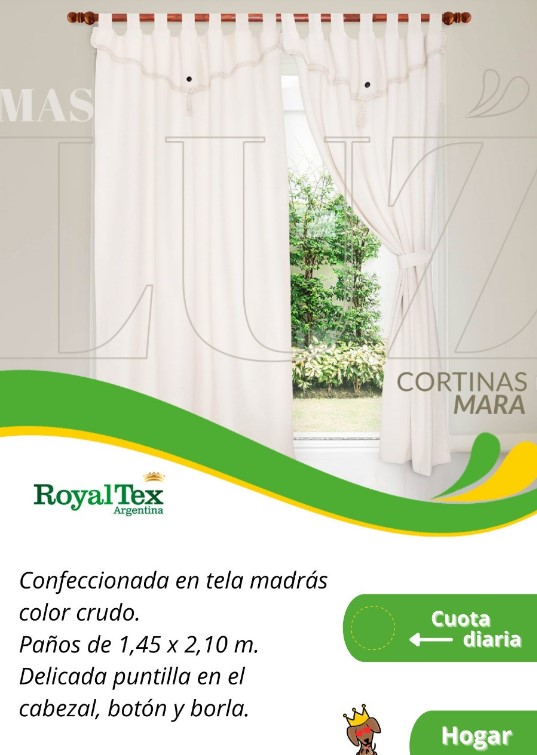 MAS
LUZ
CORTINAS
MARA
RoyalTex
Argentina
Confeccionada en tela madrás
color crudo.
Paños de 1,45 x 2,10 m.
Delicada puntilla en el
cabezal, botón y borla.
Cuota
diaria
Hogar